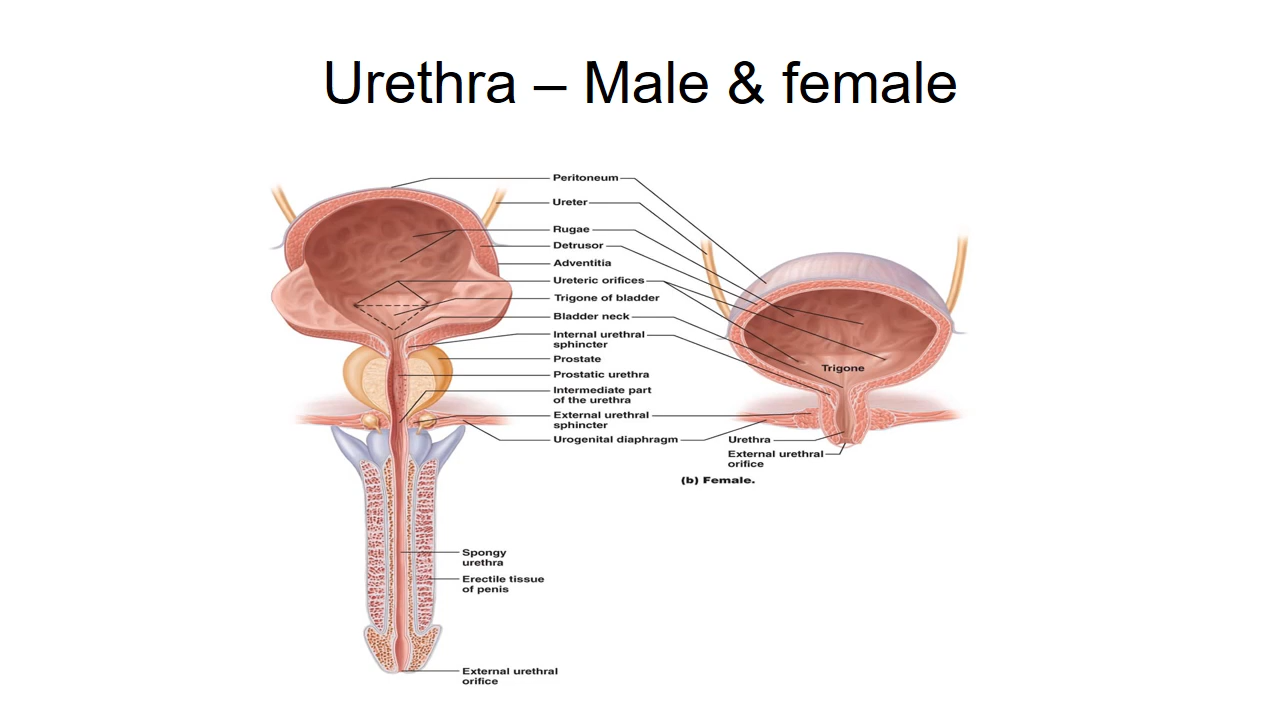 Urethra – Male & female
Peritoneum
Ureter
Rugae
Detrusor
Adventitia
Ureteric orifices
Trigone of bladder
Bladder neck
Internal urethral
sphincter
Prostate
Prostatic urethra
Intermediate part
of the urethra
External urethral
sphincter
Urogenital diaphragm
Trigone
Urethra
External urethral
orifice
(b) Female.
Spongy
urethra
Erectile tissue
of penis
External urethral
orifice